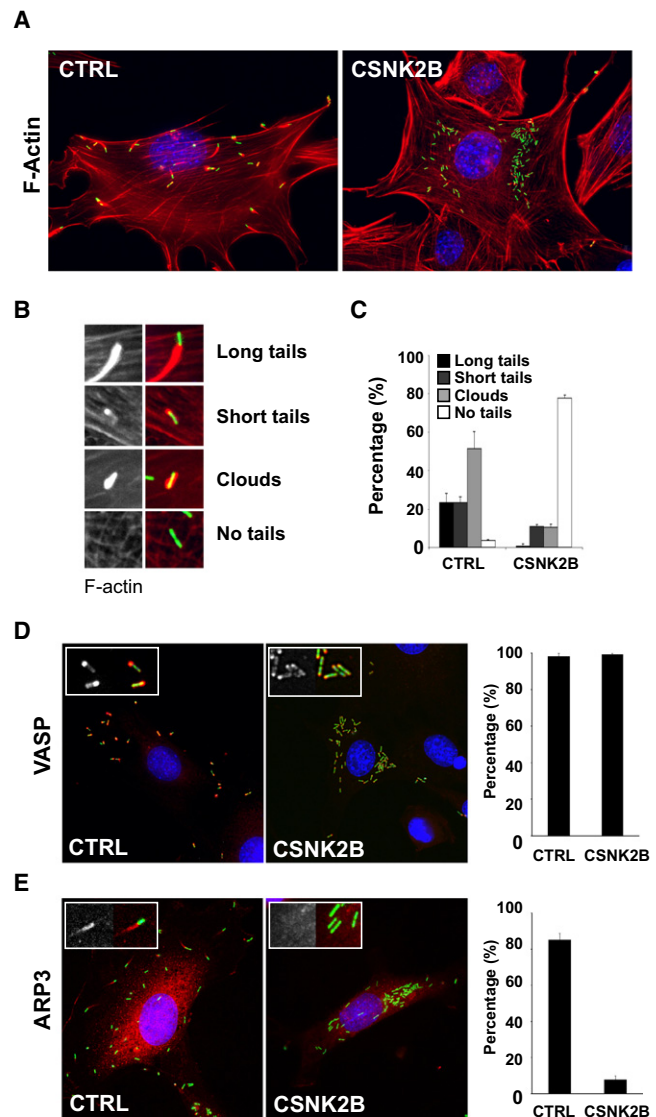 A
F-Actin
CTRL
CSNK2B
B
Long tails
Short tails
Clouds
No tails
F-actin
C
Percentage (%)
100
80
60
40
20
0
Long tails
Short tails
Clouds
No tails
CTRL
CSNK2B
D
VASP
CTRL
CSNK2B
Percentage (%)
100
80
60
40
20
0
CTRL
CSNK2B
E
ARP3
CTRL
CSNK2B
Percentage (%)
80
60
40
20
0
CTRL
CSNK2B